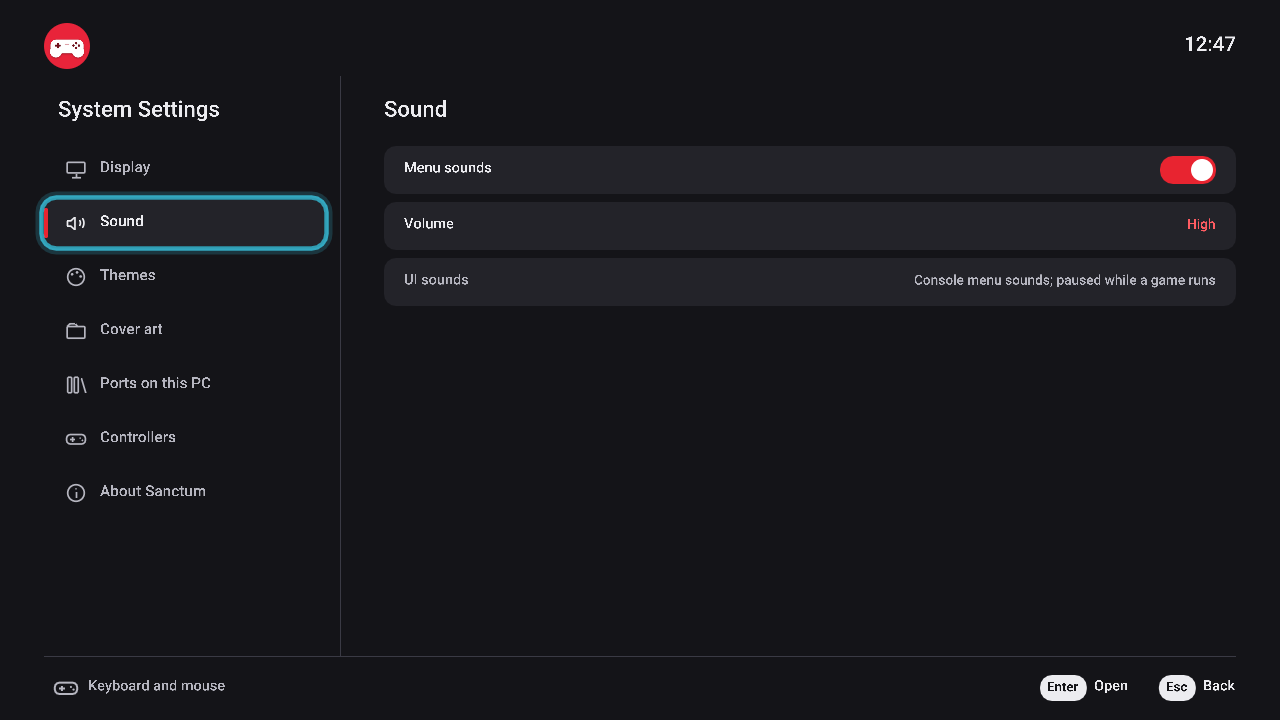 12:47
System Settings
Display
Sound
Themes
Cover art
Ports on this PC
Controllers
About Sanctum
Sound
Menu sounds
Volume High
UI sounds Console menu sounds; paused while a game runs
Keyboard and mouse
Enter Open Esc Back